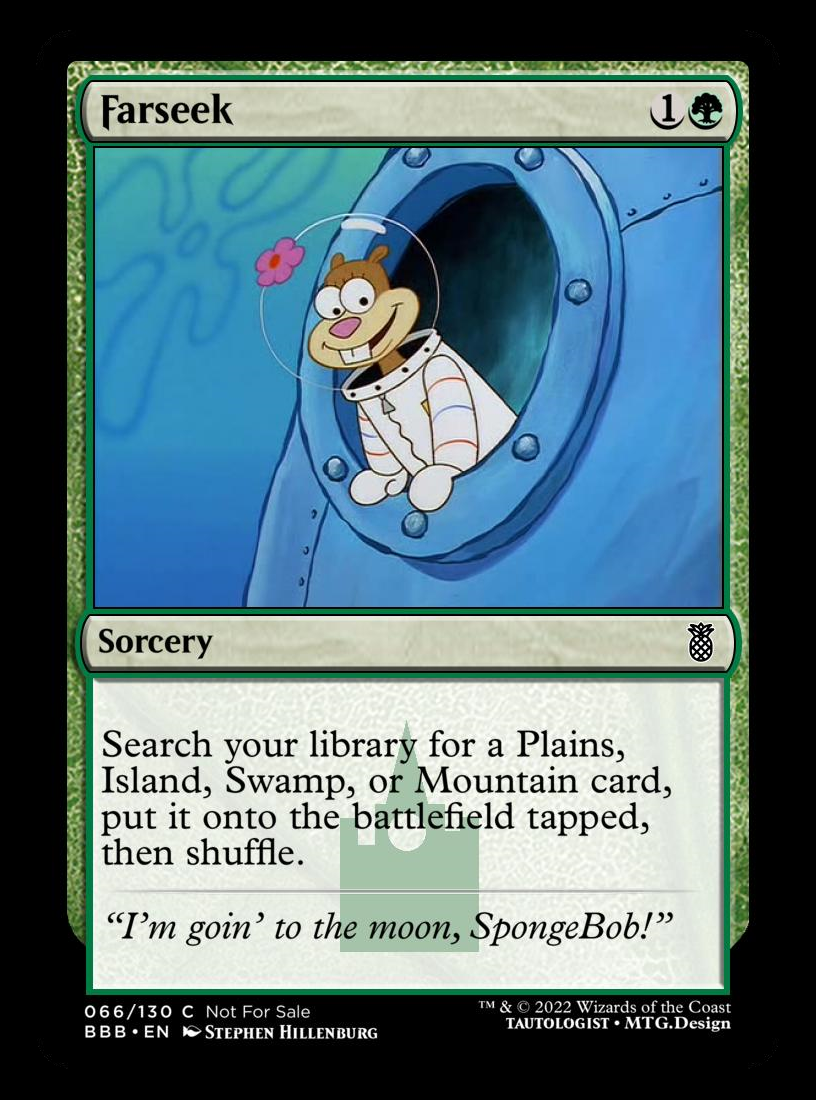 Farseek 1
Sorcery
Search your library for a Plains,
Island, Swamp, or Mountain card,
put it onto the battlefield tapped,
then shuffle.
“I’m goin’ to the moon, SpongeBob!”
066/130 C Not For Sale
BBB • EN STEPHEN HILLENBURG
™ & © 2022 Wizards of the Coast
TAUTOLOGIST • MTG.Design